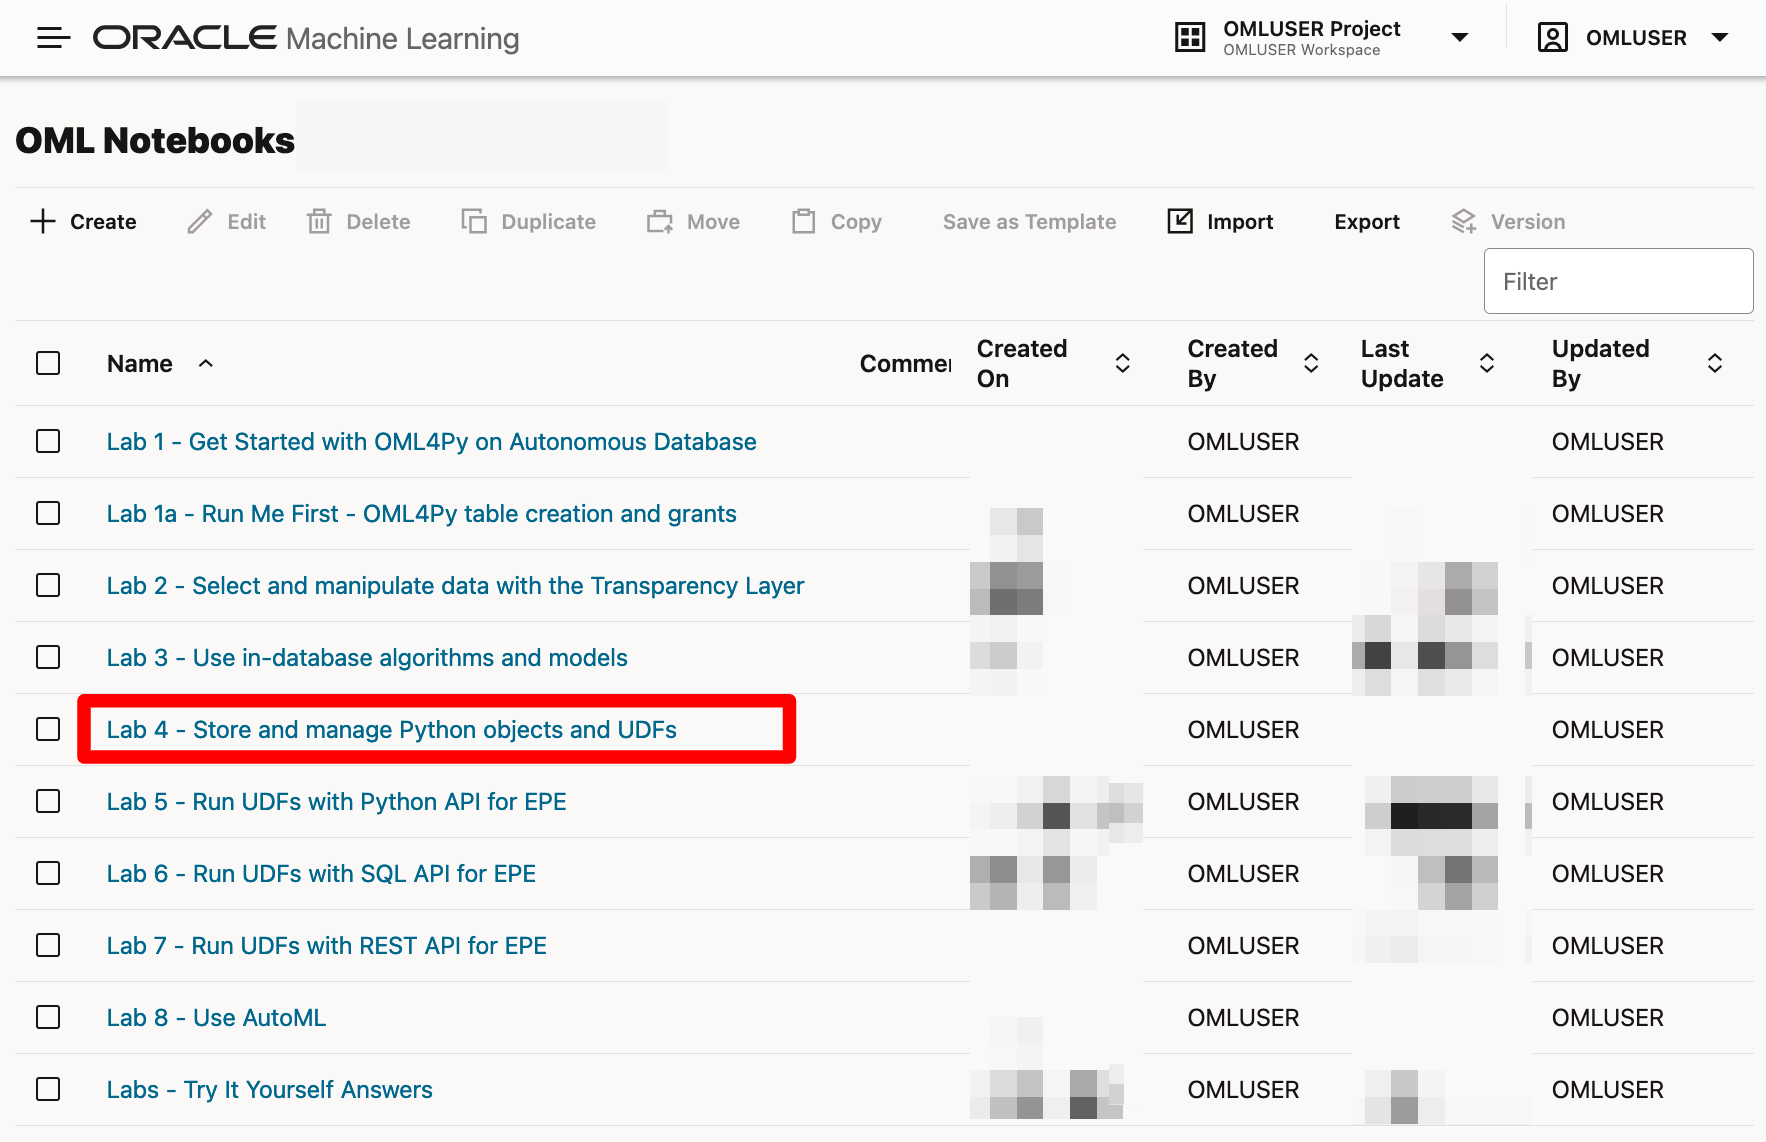 ORACLE Machine Learning
OMLUSER Project
OMLUSER Workspace
OMLUSER
OML Notebooks
Create Edit Delete Duplicate Move Copy Save as Template Import Export Version
Filter
Name Commen Created On Created By Last Update Updated By
Lab 1 - Get Started with OML4Py on Autonomous Database OMLUSER OMLUSER
Lab 1a - Run Me First - OML4Py table creation and grants OMLUSER OMLUSER
Lab 2 - Select and manipulate data with the Transparency Layer OMLUSER OMLUSER
Lab 3 - Use in-database algorithms and models OMLUSER OMLUSER
Lab 4 - Store and manage Python objects and UDFs OMLUSER OMLUSER
Lab 5 - Run UDFs with Python API for EPE OMLUSER OMLUSER
Lab 6 - Run UDFs with SQL API for EPE OMLUSER OMLUSER
Lab 7 - Run UDFs with REST API for EPE OMLUSER OMLUSER
Lab 8 - Use AutoML OMLUSER OMLUSER
Labs - Try It Yourself Answers OMLUSER OMLUSER